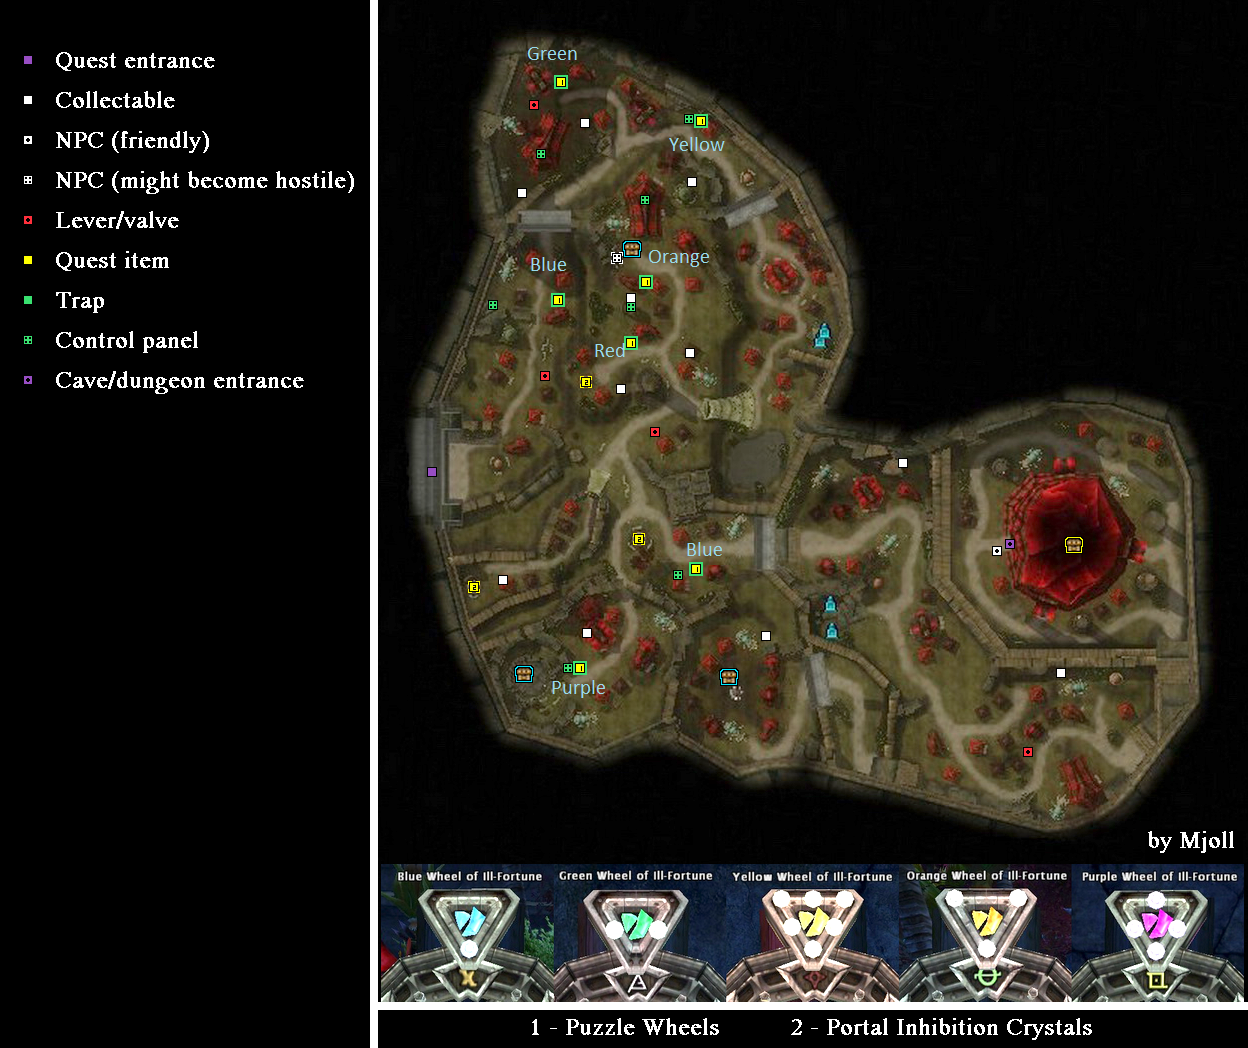 Quest entrance
Collectable
NPC (friendly)
NPC (might become hostile)
Lever/valve
Quest item
Trap
Control panel
Cave/dungeon entrance
Green
Yellow
Orange
Blue
Red
Blue
Purple
by Mjoll
Blue Wheel of Ill-Fortune
Green Wheel of Ill-Fortune
Yellow Wheel of Ill-Fortune
Orange Wheel of Ill-Fortune
Purple Wheel of Ill-Fortune
1 - Puzzle Wheels
2 - Portal Inhibition Crystals